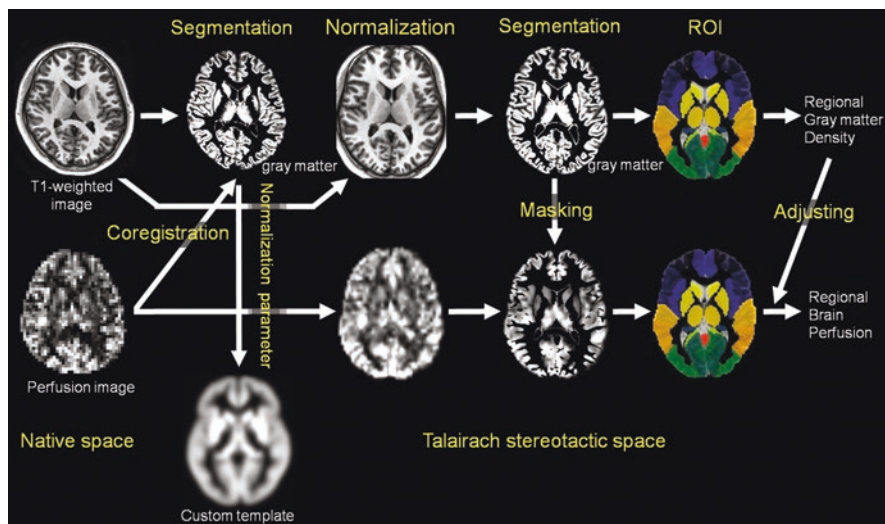 Segmentation
Normalization
Segmentation
ROI
T1-weighted
image
gray matter
gray matter
Regional
Gray matter
Density
Coregistration
Normalization parameter
Masking
Adjusting
Perfusion image
Regional
Brain
Perfusion
Native space
Talairach stereotactic space
Custom template